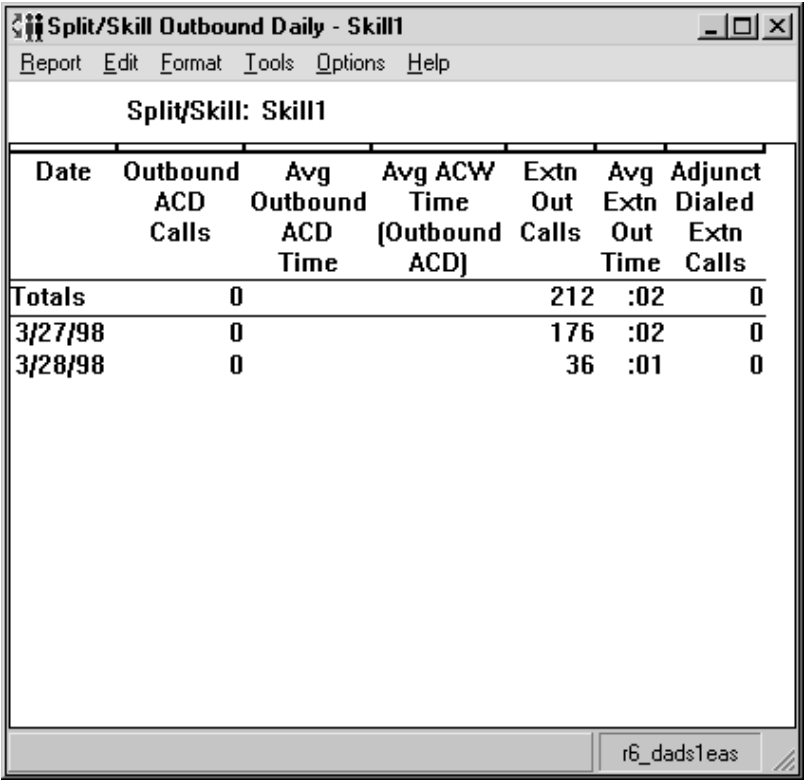 Split/Skill Outbound Daily - Skill1
Report Edit Format Tools Options Help
Split/Skill: Skill1
Date Outbound Avg Avg ACW Extn Avg Adjunct
ACD Outbound Time Out Extn Dialed
Calls ACD (Outbound Calls Out Extn
Time ACD) Time Calls
Totals 0 212 :02 0
3/27/98 0 176 :02 0
3/28/98 0 36 :01 0
r6_dads1eas